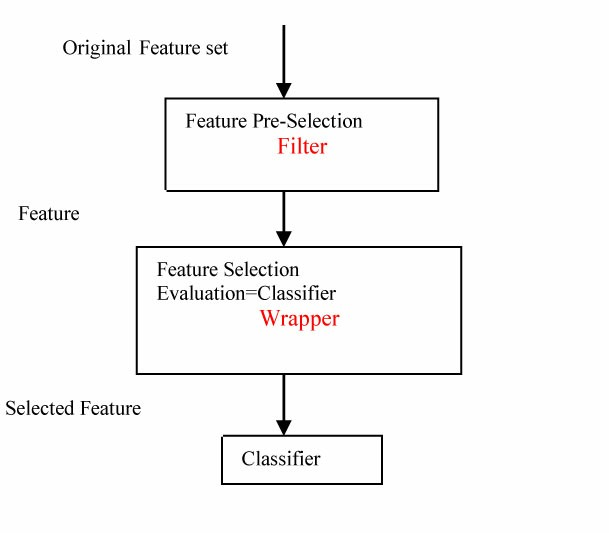 Original Feature set
Feature Pre-Selection
Filter
Feature
Feature Selection
Evaluation=Classifier
Wrapper
Selected Feature
Classifier